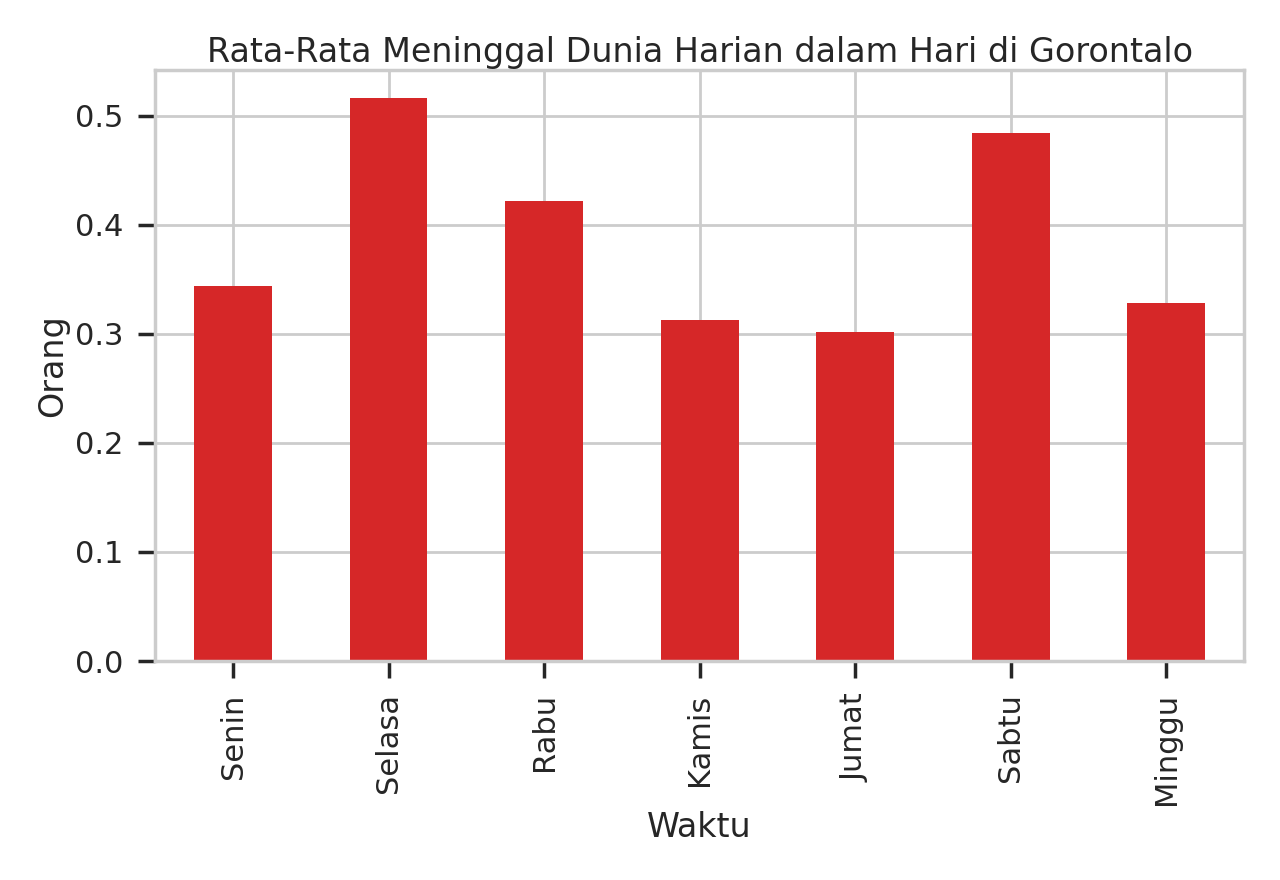 Rata-Rata Meninggal Dunia Harian dalam Hari di Gorontalo
0.5
0.4
0.3
0.2
0.1
0.0
Orang
Senin
Selasa
Rabu
Kamis
Jumat
Sabtu
Minggu
Waktu